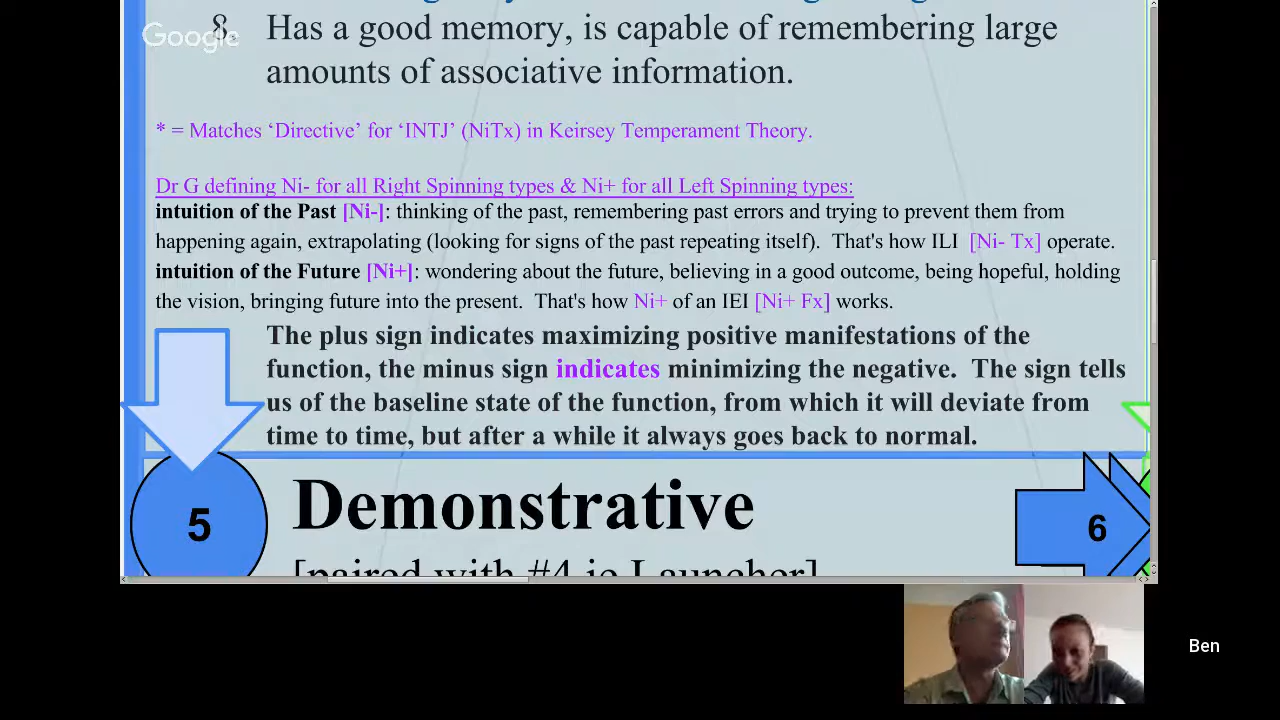 8. Has a good memory, is capable of remembering large
Google
amounts of associative information.
* = Matches ‘Directive’ for ‘INTJ’ (NiTx) in Keirsey Temperament Theory.
Dr G defining Ni- for all Right Spinning types & Ni+ for all Left Spinning types:
intuition of the Past [Ni-]: thinking of the past, remembering past errors and trying to prevent them from
happening again, extrapolating (looking for signs of the past repeating itself). That's how ILI [Ni- Tx] operate.
intuition of the Future [Ni+]: wondering about the future, believing in a good outcome, being hopeful, holding
the vision, bringing future into the present. That's how Ni+ of an IEI [Ni+ Fx] works.
The plus sign indicates maximizing positive manifestations of the
function, the minus sign indicates minimizing the negative. The sign tells
us of the baseline state of the function, from which it will deviate from
time to time, but after a while it always goes back to normal.
5
Demonstrative
6
[paired with #4 ie Launcher]
Ben